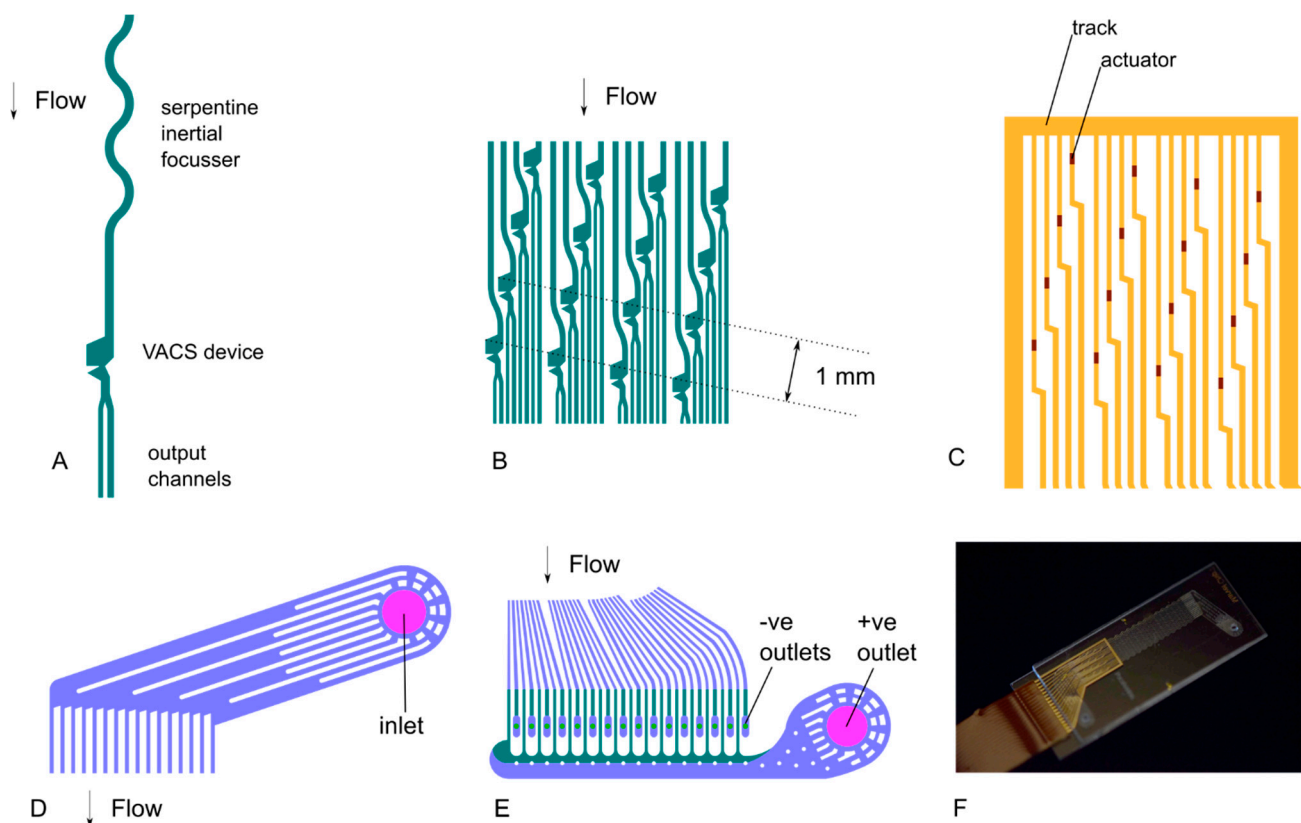 Flow
serpentine
inertial
focusser
VACS device
output
channels
A
Flow
1 mm
B
track
actuator
C
inlet
D
Flow
Flow
-ve
outlets
+ve
outlet
E
F